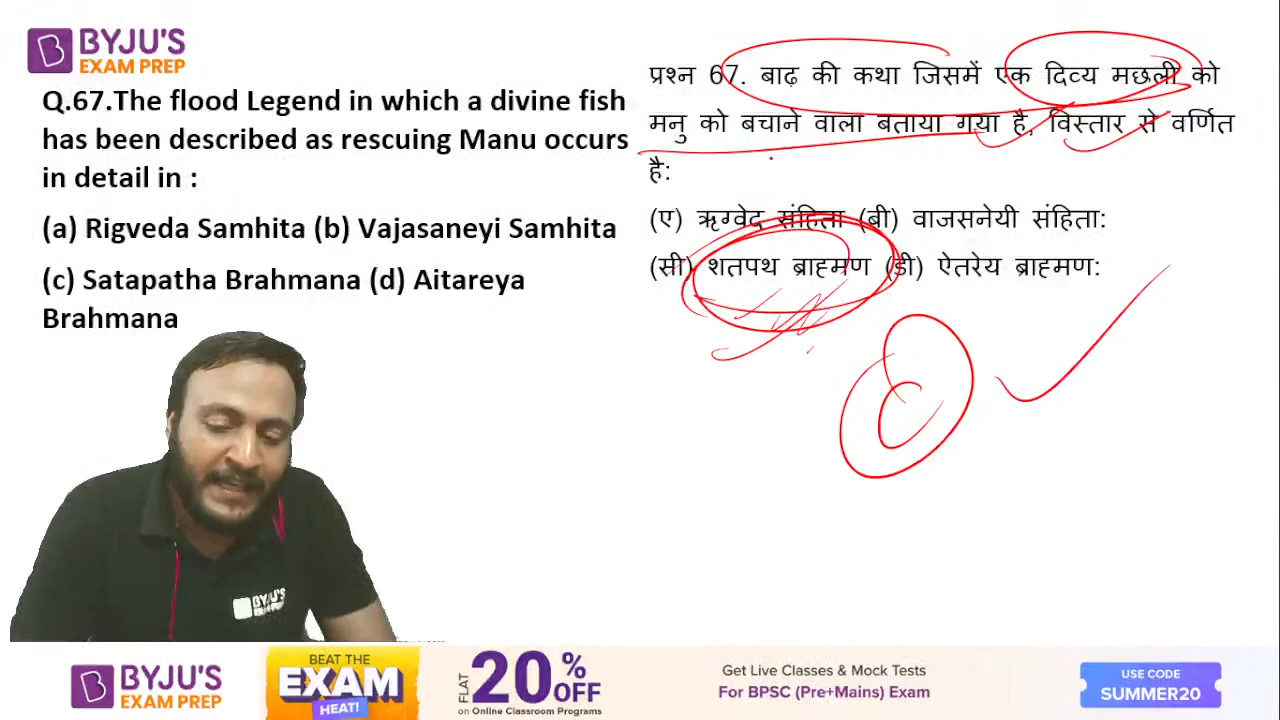 BYJU'S
EXAM PREP
Q.67.The flood Legend in which a divine fish
has been described as rescuing Manu occurs
in detail in :
(a) Rigveda Samhita (b) Vajasaneyi Samhita
(c) Satapatha Brahmana (d) Aitareya
Brahmana
प्रश्न 67. बाढ़ की कथा जिसमें एक दिव्य मछली को
मनु को बचाने वाला बताया गया है, विस्तार से वर्णित
है:
(ए) ऋग्वेद संहिता (बी) वाजसनेयी संहिता:
(सी) शतपथ ब्राह्मण (डी) ऐतरेय ब्राह्मण:
C
BYJU'S
EXAM PREP
BYJU'S
EXAM PREP
BEAT THE
EXAM
HEAT!
FLAT 20% OFF
on Online Classroom Programs
Get Live Classes & Mock Tests
For BPSC (Pre+Mains) Exam
USE CODE
SUMMER20